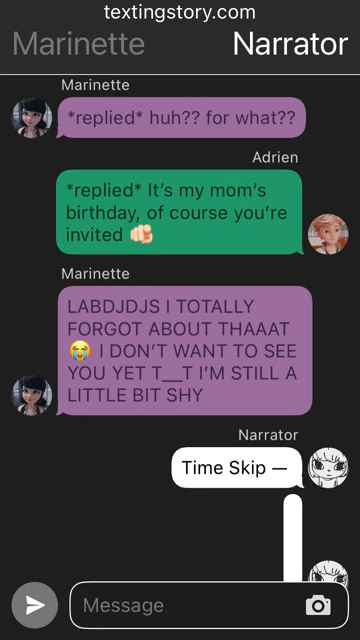 textingstory.com
Marinette Narrator
Marinette
*replied* huh?? for what??
Adrien
*replied* It's my mom's
birthday, of course you're
invited 🫵🏻
Marinette
LABDJDJS I TOTALLY
FORGOT ABOUT THAAAT
😭 I DON'T WANT TO SEE
YOU YET T__T I'M STILL A
LITTLE BIT SHY
Narrator
Time Skip —
Message